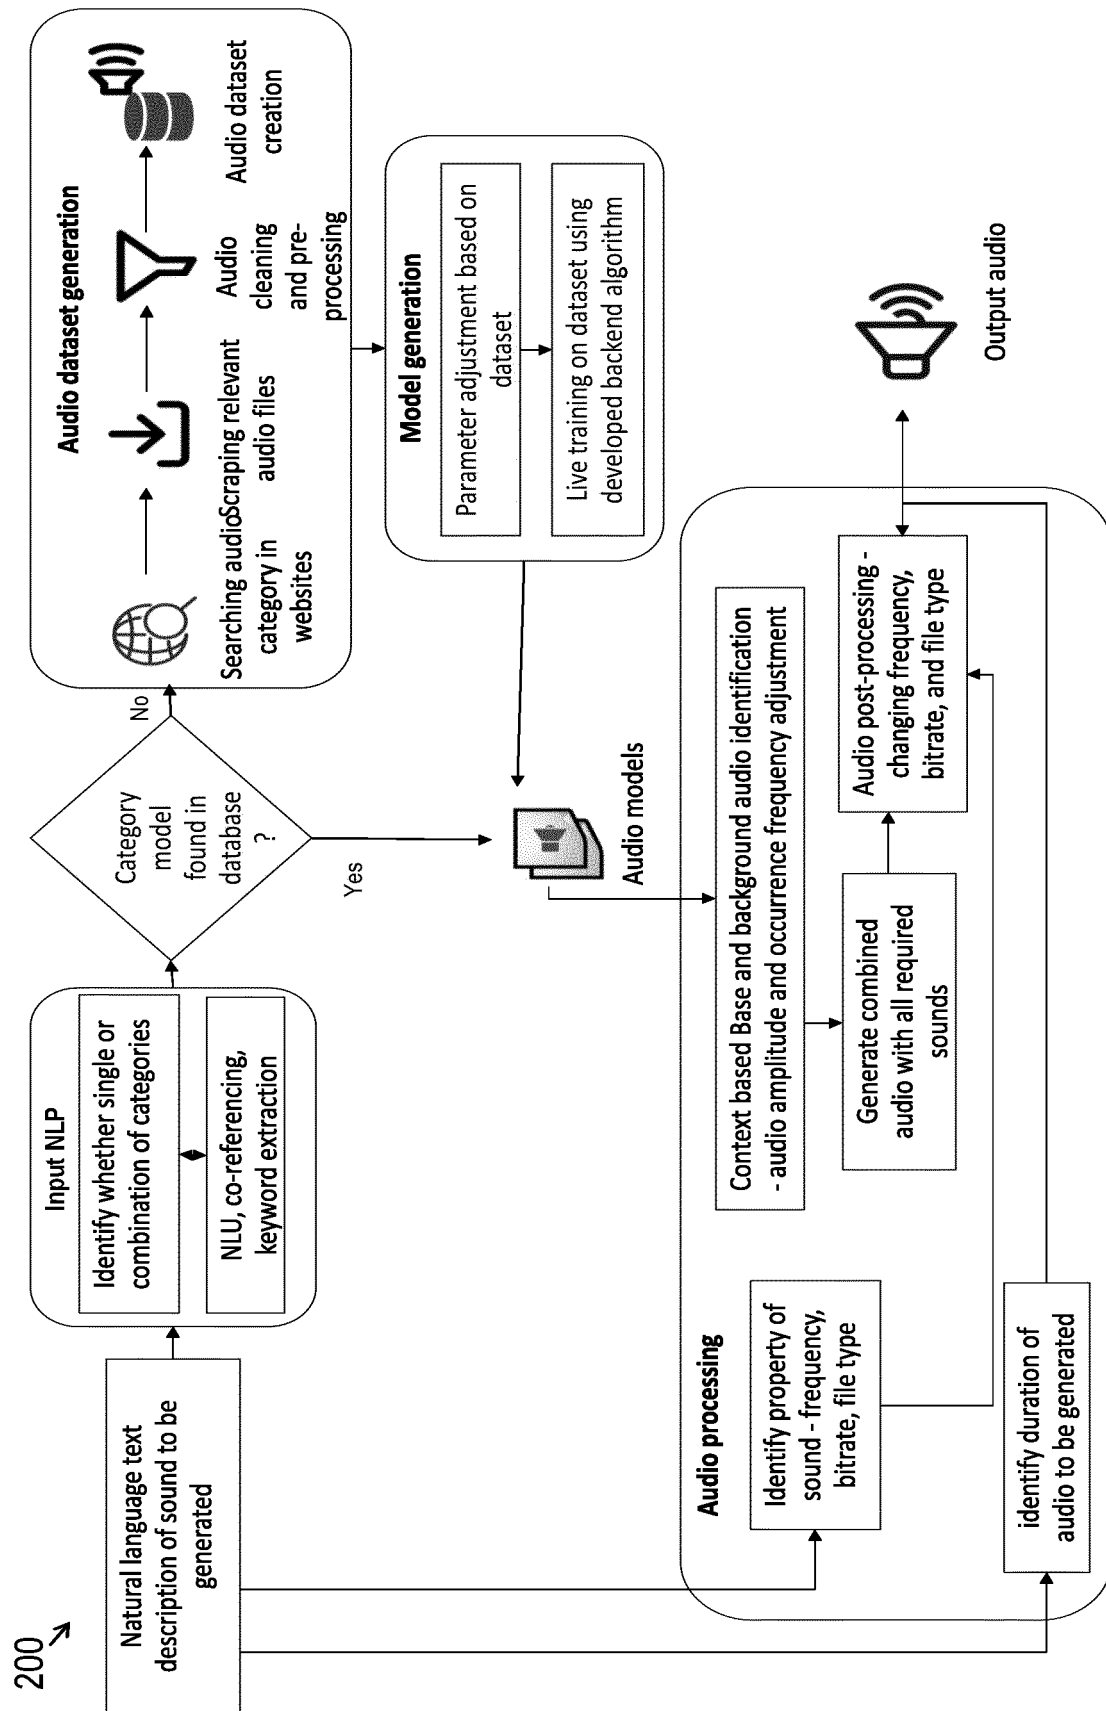 200
Natural language text
description of sound to be
generated
Input NLP
Identify whether single or
combination of categories
NLU, co-referencing,
keyword extraction
Category
model
found in
database
?
No
Yes
Audio dataset generation
Searching audio
category in
websites
Scraping relevant
audio files
Audio
cleaning
and pre-
processing
Audio dataset
creation
Model generation
Parameter adjustment based on
dataset
Live training on dataset using
developed backend algorithm
Audio models
Audio processing
Identify property of
sound - frequency,
bitrate, file type
identify duration of
audio to be generated
Context based Base and background audio identification
- audio amplitude and occurrence frequency adjustment
Generate combined
audio with all required
sounds
Audio post-processing -
changing frequency,
bitrate, and file type
Output audio